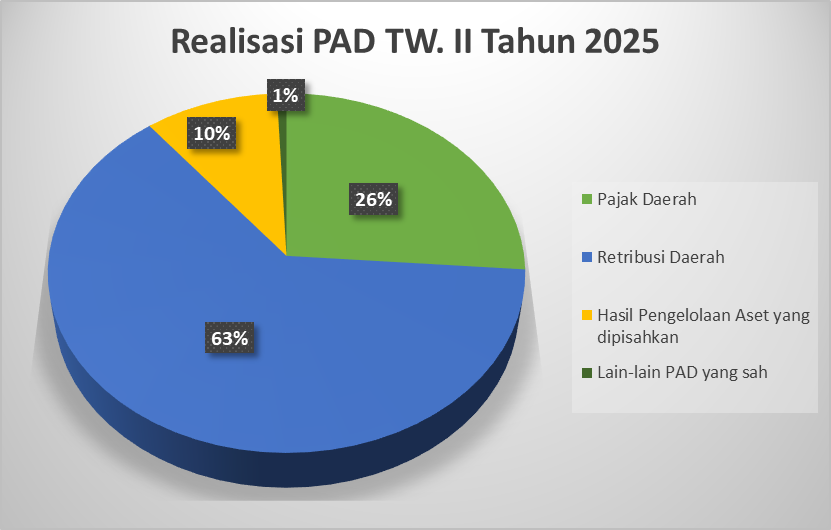 Realisasi PAD TW. II Tahun 2025
1%
10%
26%
63%
Pajak Daerah
Retribusi Daerah
Hasil Pengelolaan Aset yang
dipisahkan
Lain-lain PAD yang sah